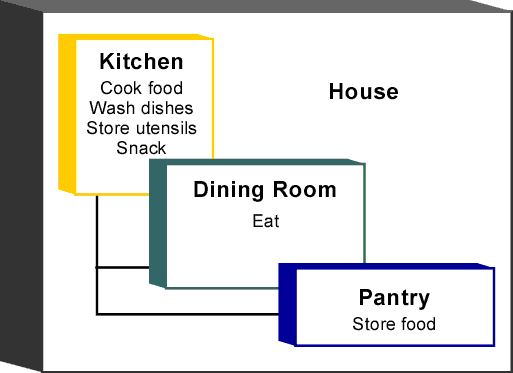 Kitchen
Cook food
Wash dishes
Store utensils
Snack
House
Dining Room
Eat
Pantry
Store food